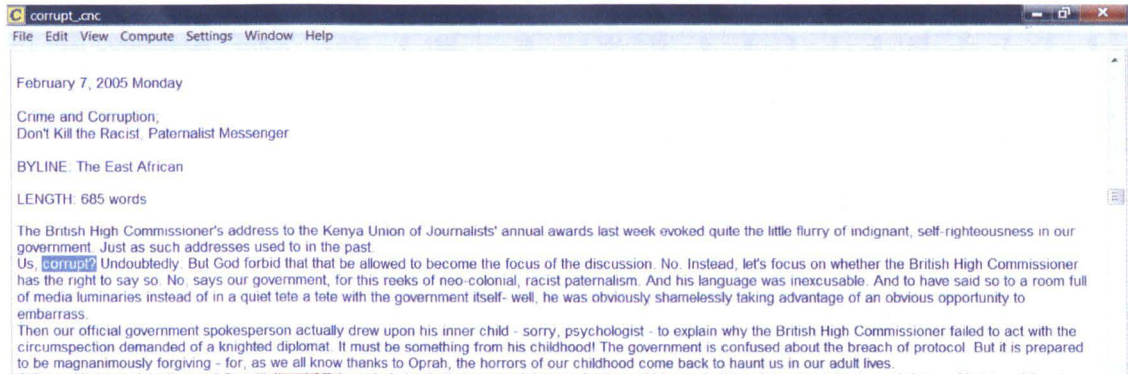 corrupt_.cnc
File Edit View Compute Settings Window Help
February 7, 2005 Monday
Crime and Corruption;
Don't Kill the Racist, Paternalist Messenger
BYLINE: The East African
LENGTH: 685 words
The British High Commissioner's address to the Kenya Union of Journalists' annual awards last week evoked quite the little flurry of indignant, self-righteousness in our
government. Just as such addresses used to in the past.
Us, corrupt? Undoubtedly. But God forbid that that be allowed to become the focus of the discussion. No. Instead, let's focus on whether the British High Commissioner
has the right to say so. No, says our government, for this reeks of neo-colonial, racist paternalism. And his language was inexcusable. And to have said so to a room full
of media luminaries instead of in a quiet tete a tete with the government itself- well, he was obviously shamelessly taking advantage of an obvious opportunity to
embarrass.
Then our official government spokesperson actually drew upon his inner child - sorry, psychologist - to explain why the British High Commissioner failed to act with the
circumspection demanded of a knighted diplomat. It must be something from his childhood! The government is confused about the breach of protocol. But it is prepared
to be magnanimously forgiving - for, as we all know thanks to Oprah, the horrors of our childhood come back to haunt us in our adult lives.